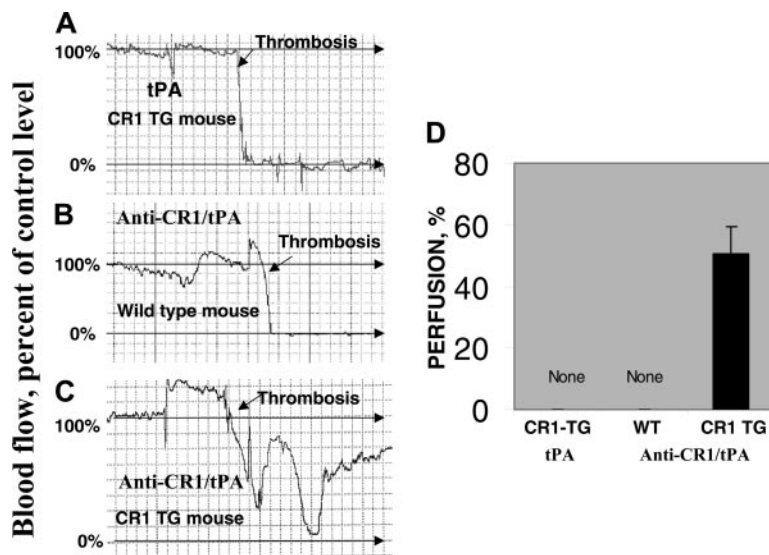 Blood flow, percent of control level
A
100%
Thrombosis
tPA
CR1 TG mouse
0%
B
Anti-CR1/tPA
Thrombosis
100%
Wild type mouse
0%
C
Thrombosis
100%
Anti-CR1/tPA
CR1 TG mouse
0%
D
PERFUSION, %
80
60
40
20
0
None
None
CR1-TG WT CR1 TG
tPA Anti-CR1/tPA